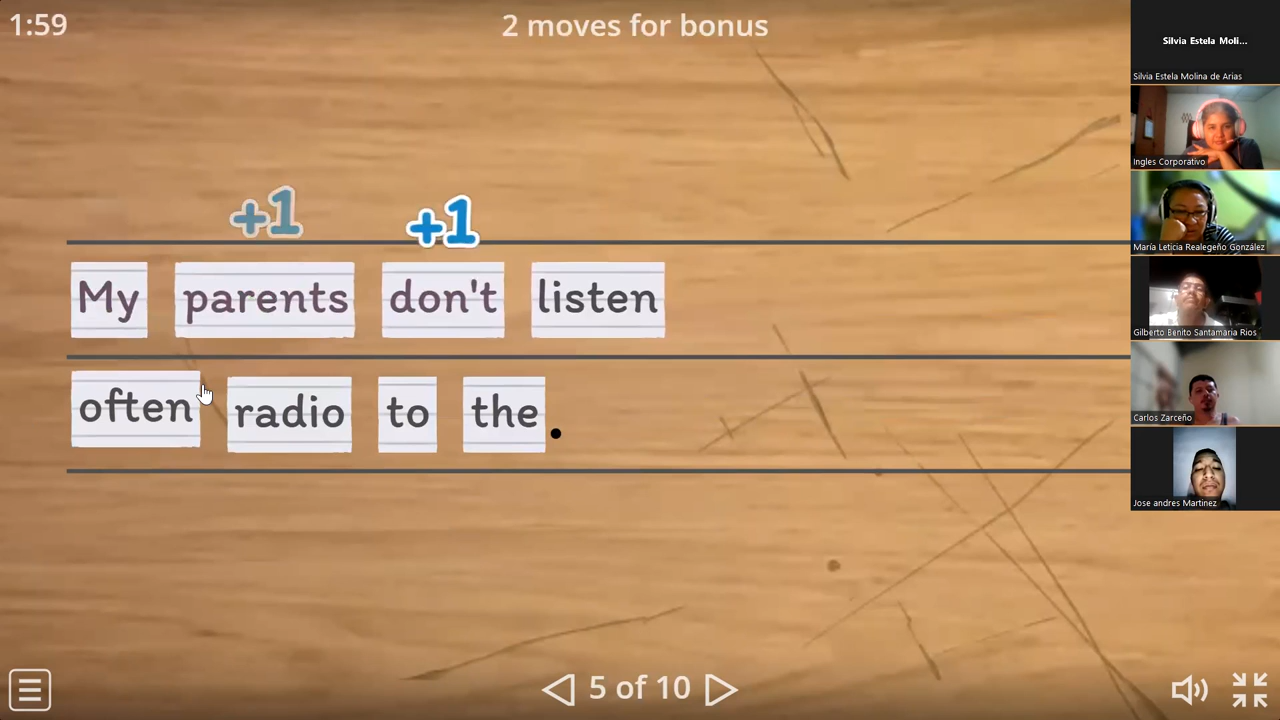 1:59
2 moves for bonus
Silvia Estela Moli...
Silvia Estela Molina de Arias
Ingles Corporativo
María Leticia Realegeño González
Gilberto Benito Santamaria Rios
Carlos Zarceño
Jose andres Martinez
+1 +1
My parents don't listen
often radio to the.
5 of 10